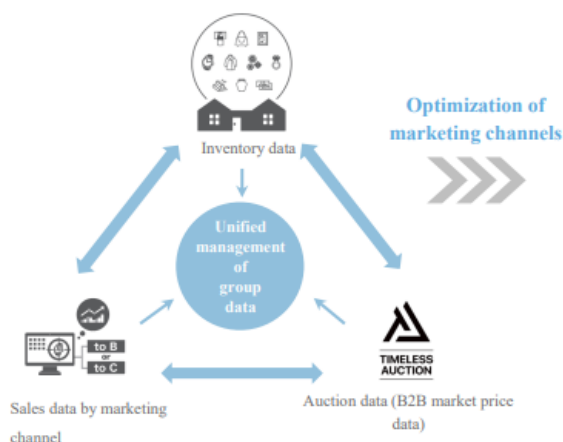 Optimization of
marketing channels
Inventory data
Unified
management
of
group
data
to B
or
to C
TIMELESS
AUCTION
Sales data by marketing
channel
Auction data (B2B market price
data)